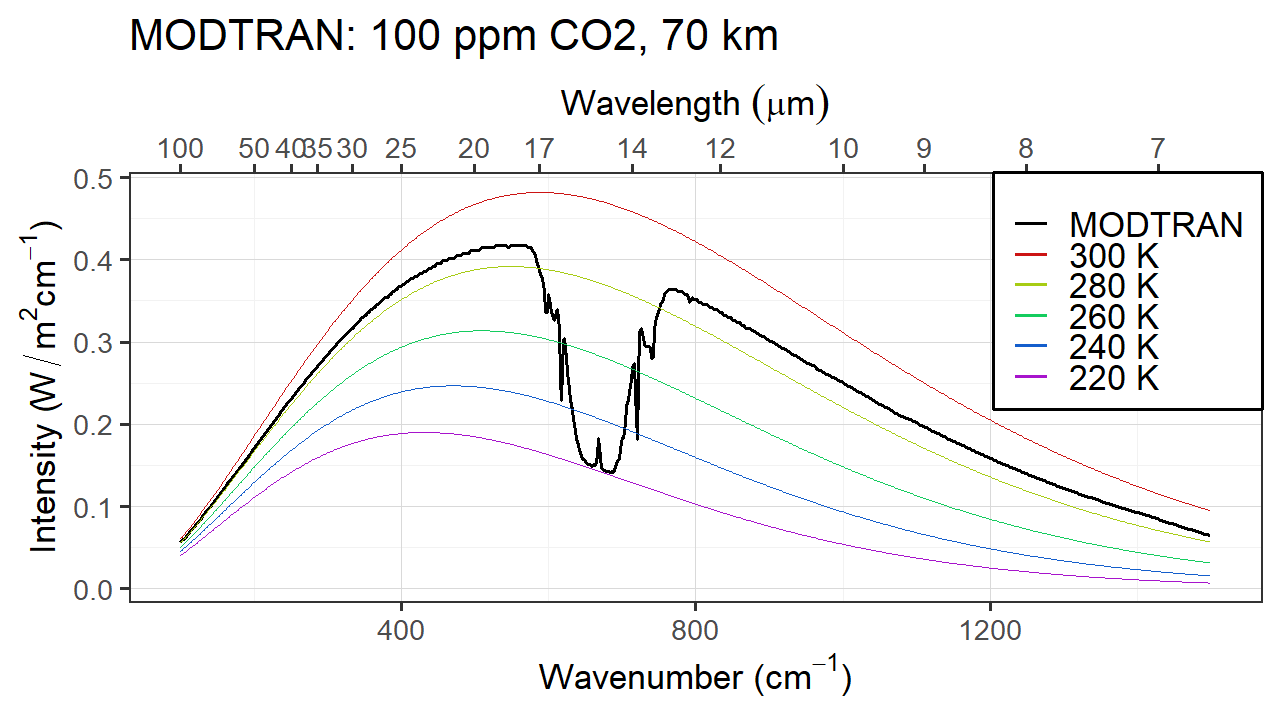 MODTRAN: 100 ppm CO2, 70 km
Wavelength (μm)
100 50 40 35 30 25 20 17 14 12 10 9 8 7
0.5
0.4
0.3
0.2
0.1
0.0
Intensity (W / m²cm⁻¹)
MODTRAN
300 K
280 K
260 K
240 K
220 K
400 800 1200
Wavenumber (cm⁻¹)